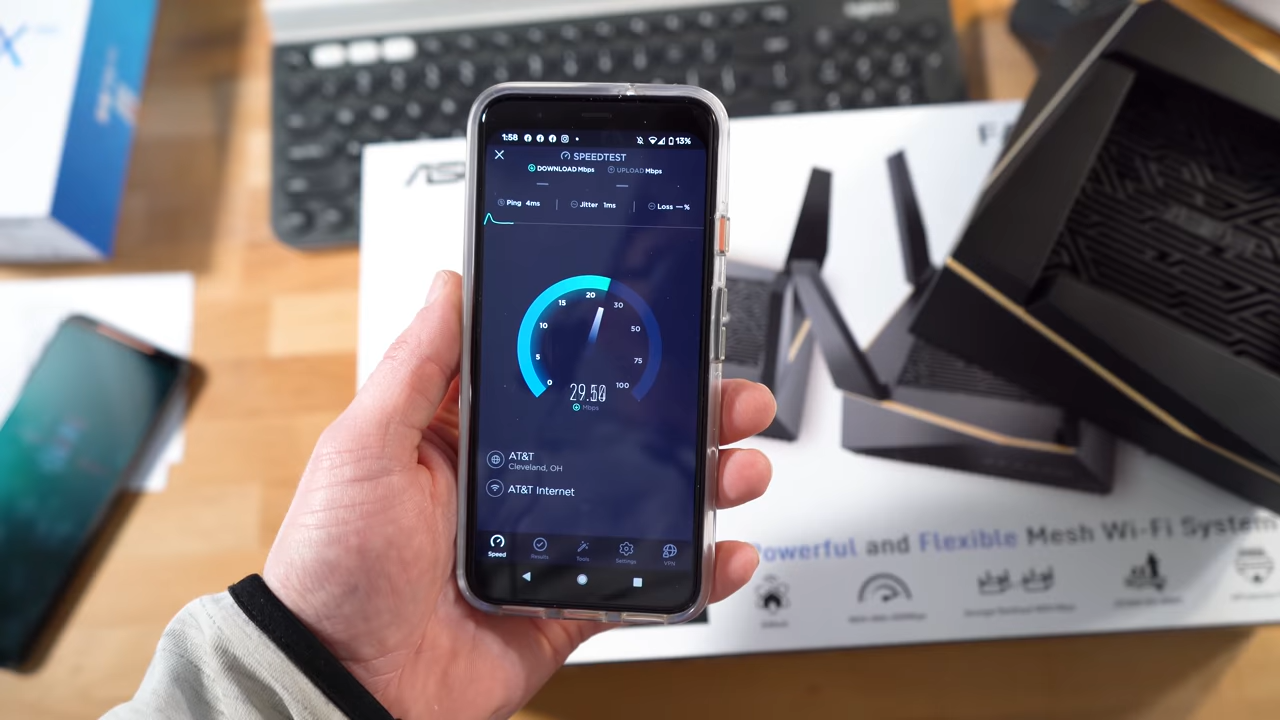 X
1:58
13%
SPEEDTEST
DOWNLOAD Mbps
UPLOAD Mbps
Ping 4ms
Jitter 1ms
Loss — %
0
5
10
15
20
30
50
75
100
29.50
Mbps
AT&T
Cleveland, OH
AT&T Internet
Speed
Results
Tools
Settings
VPN
Powerful and Flexible Mesh Wi-Fi System